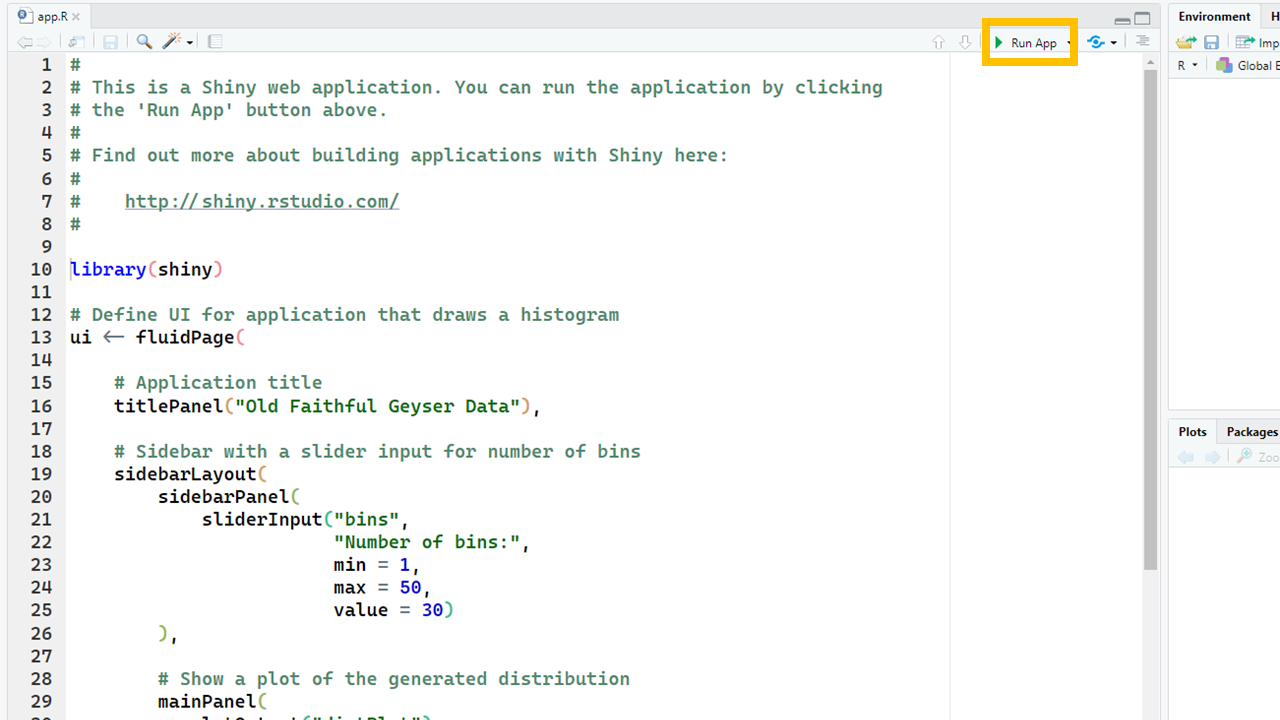 app.R
Run App
1 #
2 # This is a Shiny web application. You can run the application by clicking
3 # the 'Run App' button above.
4 #
5 # Find out more about building applications with Shiny here:
6 #
7 #    http://shiny.rstudio.com/
8 #
9
10 library(shiny)
11
12 # Define UI for application that draws a histogram
13 ui <- fluidPage(
14
15     # Application title
16     titlePanel("Old Faithful Geyser Data"),
17
18     # Sidebar with a slider input for number of bins
19     sidebarLayout(
20         sidebarPanel(
21             sliderInput("bins",
22                         "Number of bins:",
23                         min = 1,
24                         max = 50,
25                         value = 30)
26         ),
27
28         # Show a plot of the generated distribution
29         mainPanel(
Environment H
Imp
R Global E
Plots Packages
Zoo